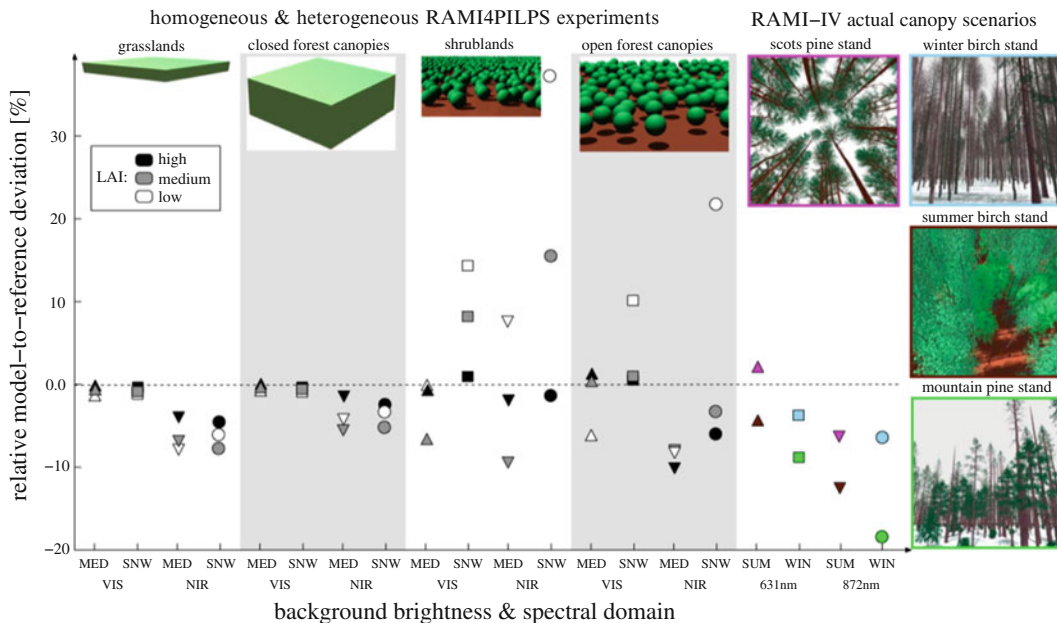 homogeneous & heterogeneous RAMI4PILPS experiments
RAMI–IV actual canopy scenarios
grasslands
closed forest canopies
shrublands
open forest canopies
scots pine stand
winter birch stand
relative model–to–reference deviation [%]
30
20
10
0.0
−10
−20
LAI:
high
medium
low
summer birch stand
mountain pine stand
MED SNW MED SNW MED SNW MED SNW MED SNW MED SNW MED SNW MED SNW SUM WIN SUM WIN
VIS NIR VIS NIR VIS NIR VIS NIR 631nm 872nm
background brightness & spectral domain